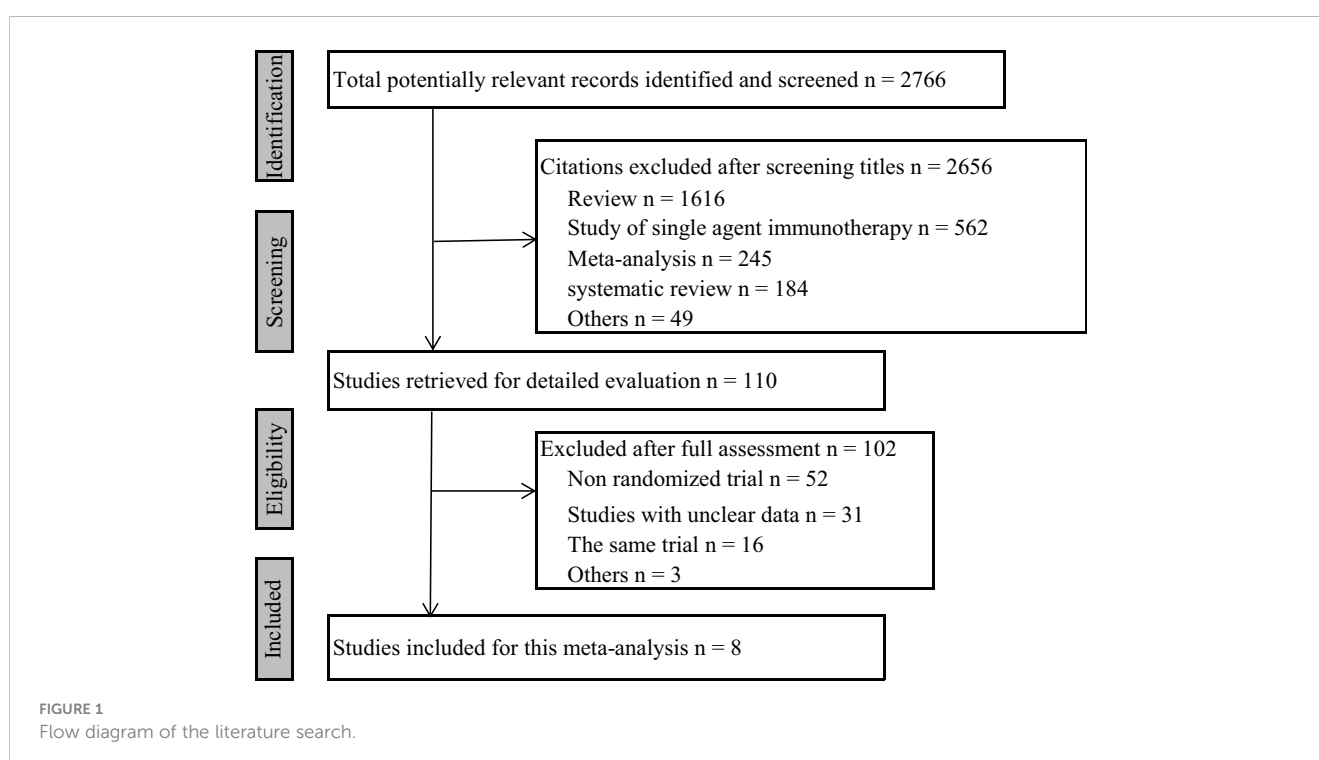 Identification
Total potentially relevant records identified and screened n = 2766
Screening
Citations excluded after screening titles n = 2656
Review n = 1616
Study of single agent immunotherapy n = 562
Meta-analysis n = 245
systematic review n = 184
Others n = 49
Studies retrieved for detailed evaluation n = 110
Eligibility
Excluded after full assessment n = 102
Non randomized trial n = 52
Studies with unclear data n = 31
The same trial n = 16
Others n = 3
Included
Studies included for this meta-analysis n = 8
FIGURE 1
Flow diagram of the literature search.